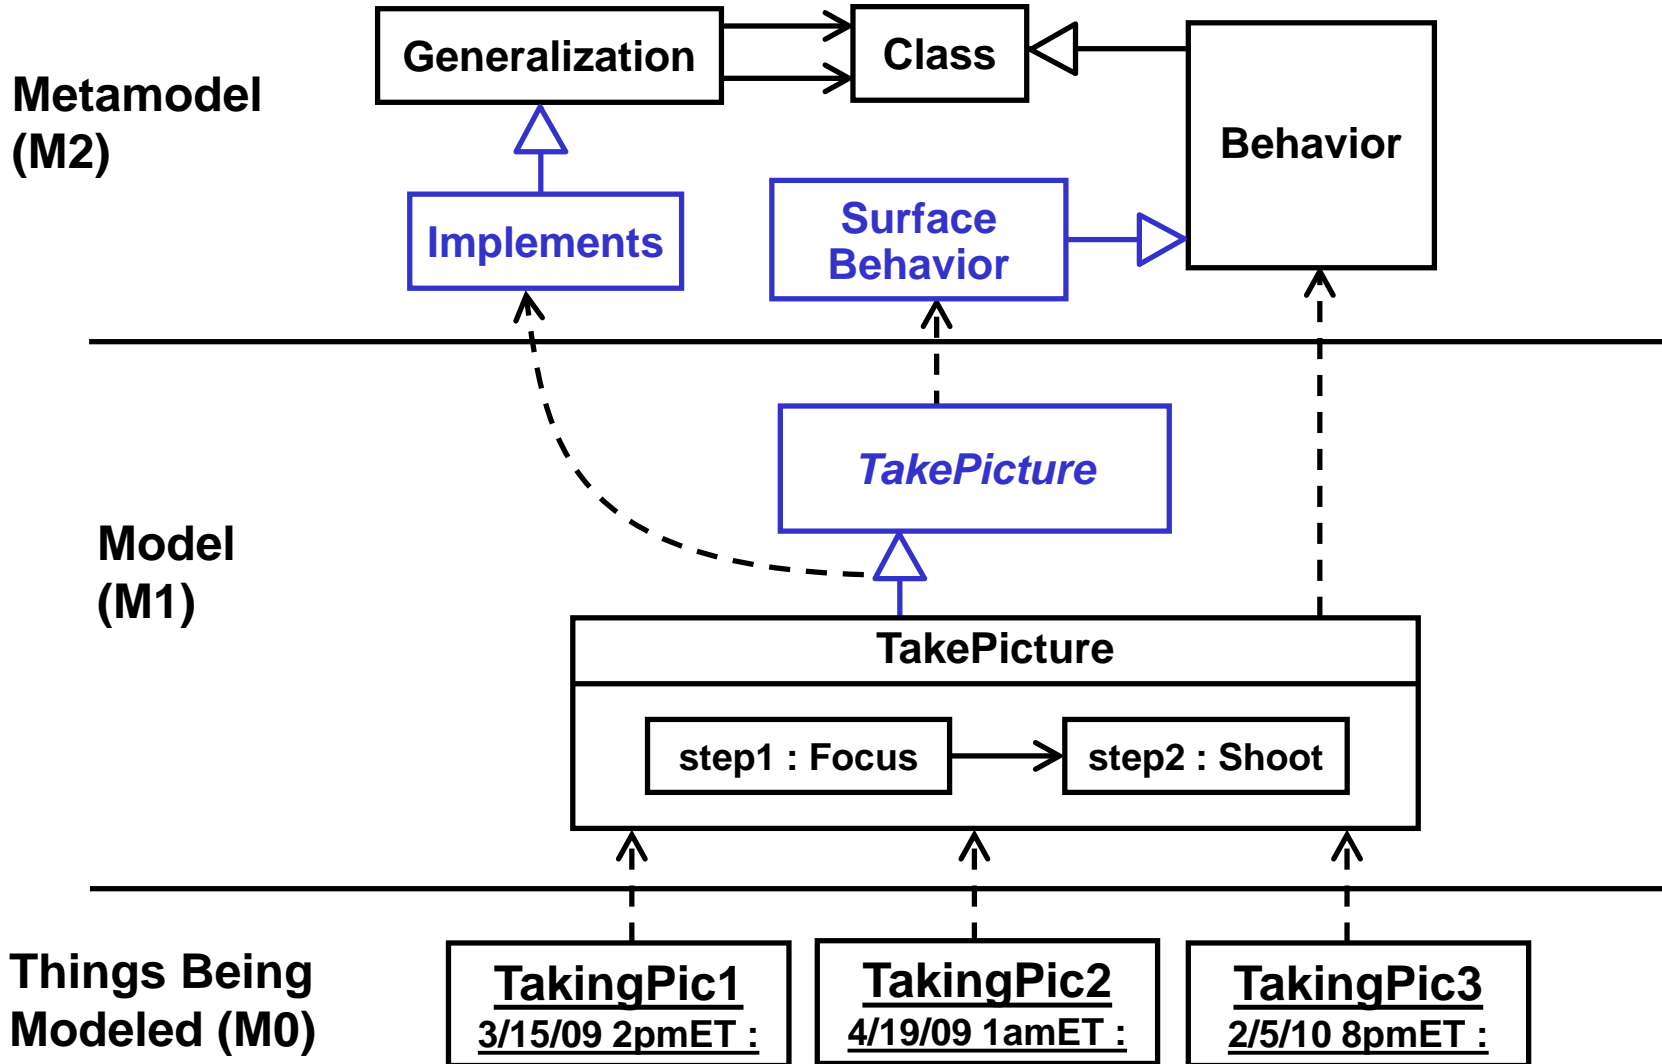 Generalization
Class
Metamodel
(M2)
Behavior
Implements
Surface
Behavior
TakePicture
Model
(M1)
TakePicture
step1 : Focus
step2 : Shoot
Things Being
Modeled (M0)
TakingPic1
3/15/09 2pmET :
TakingPic2
4/19/09 1amET :
TakingPic3
2/5/10 8pmET :